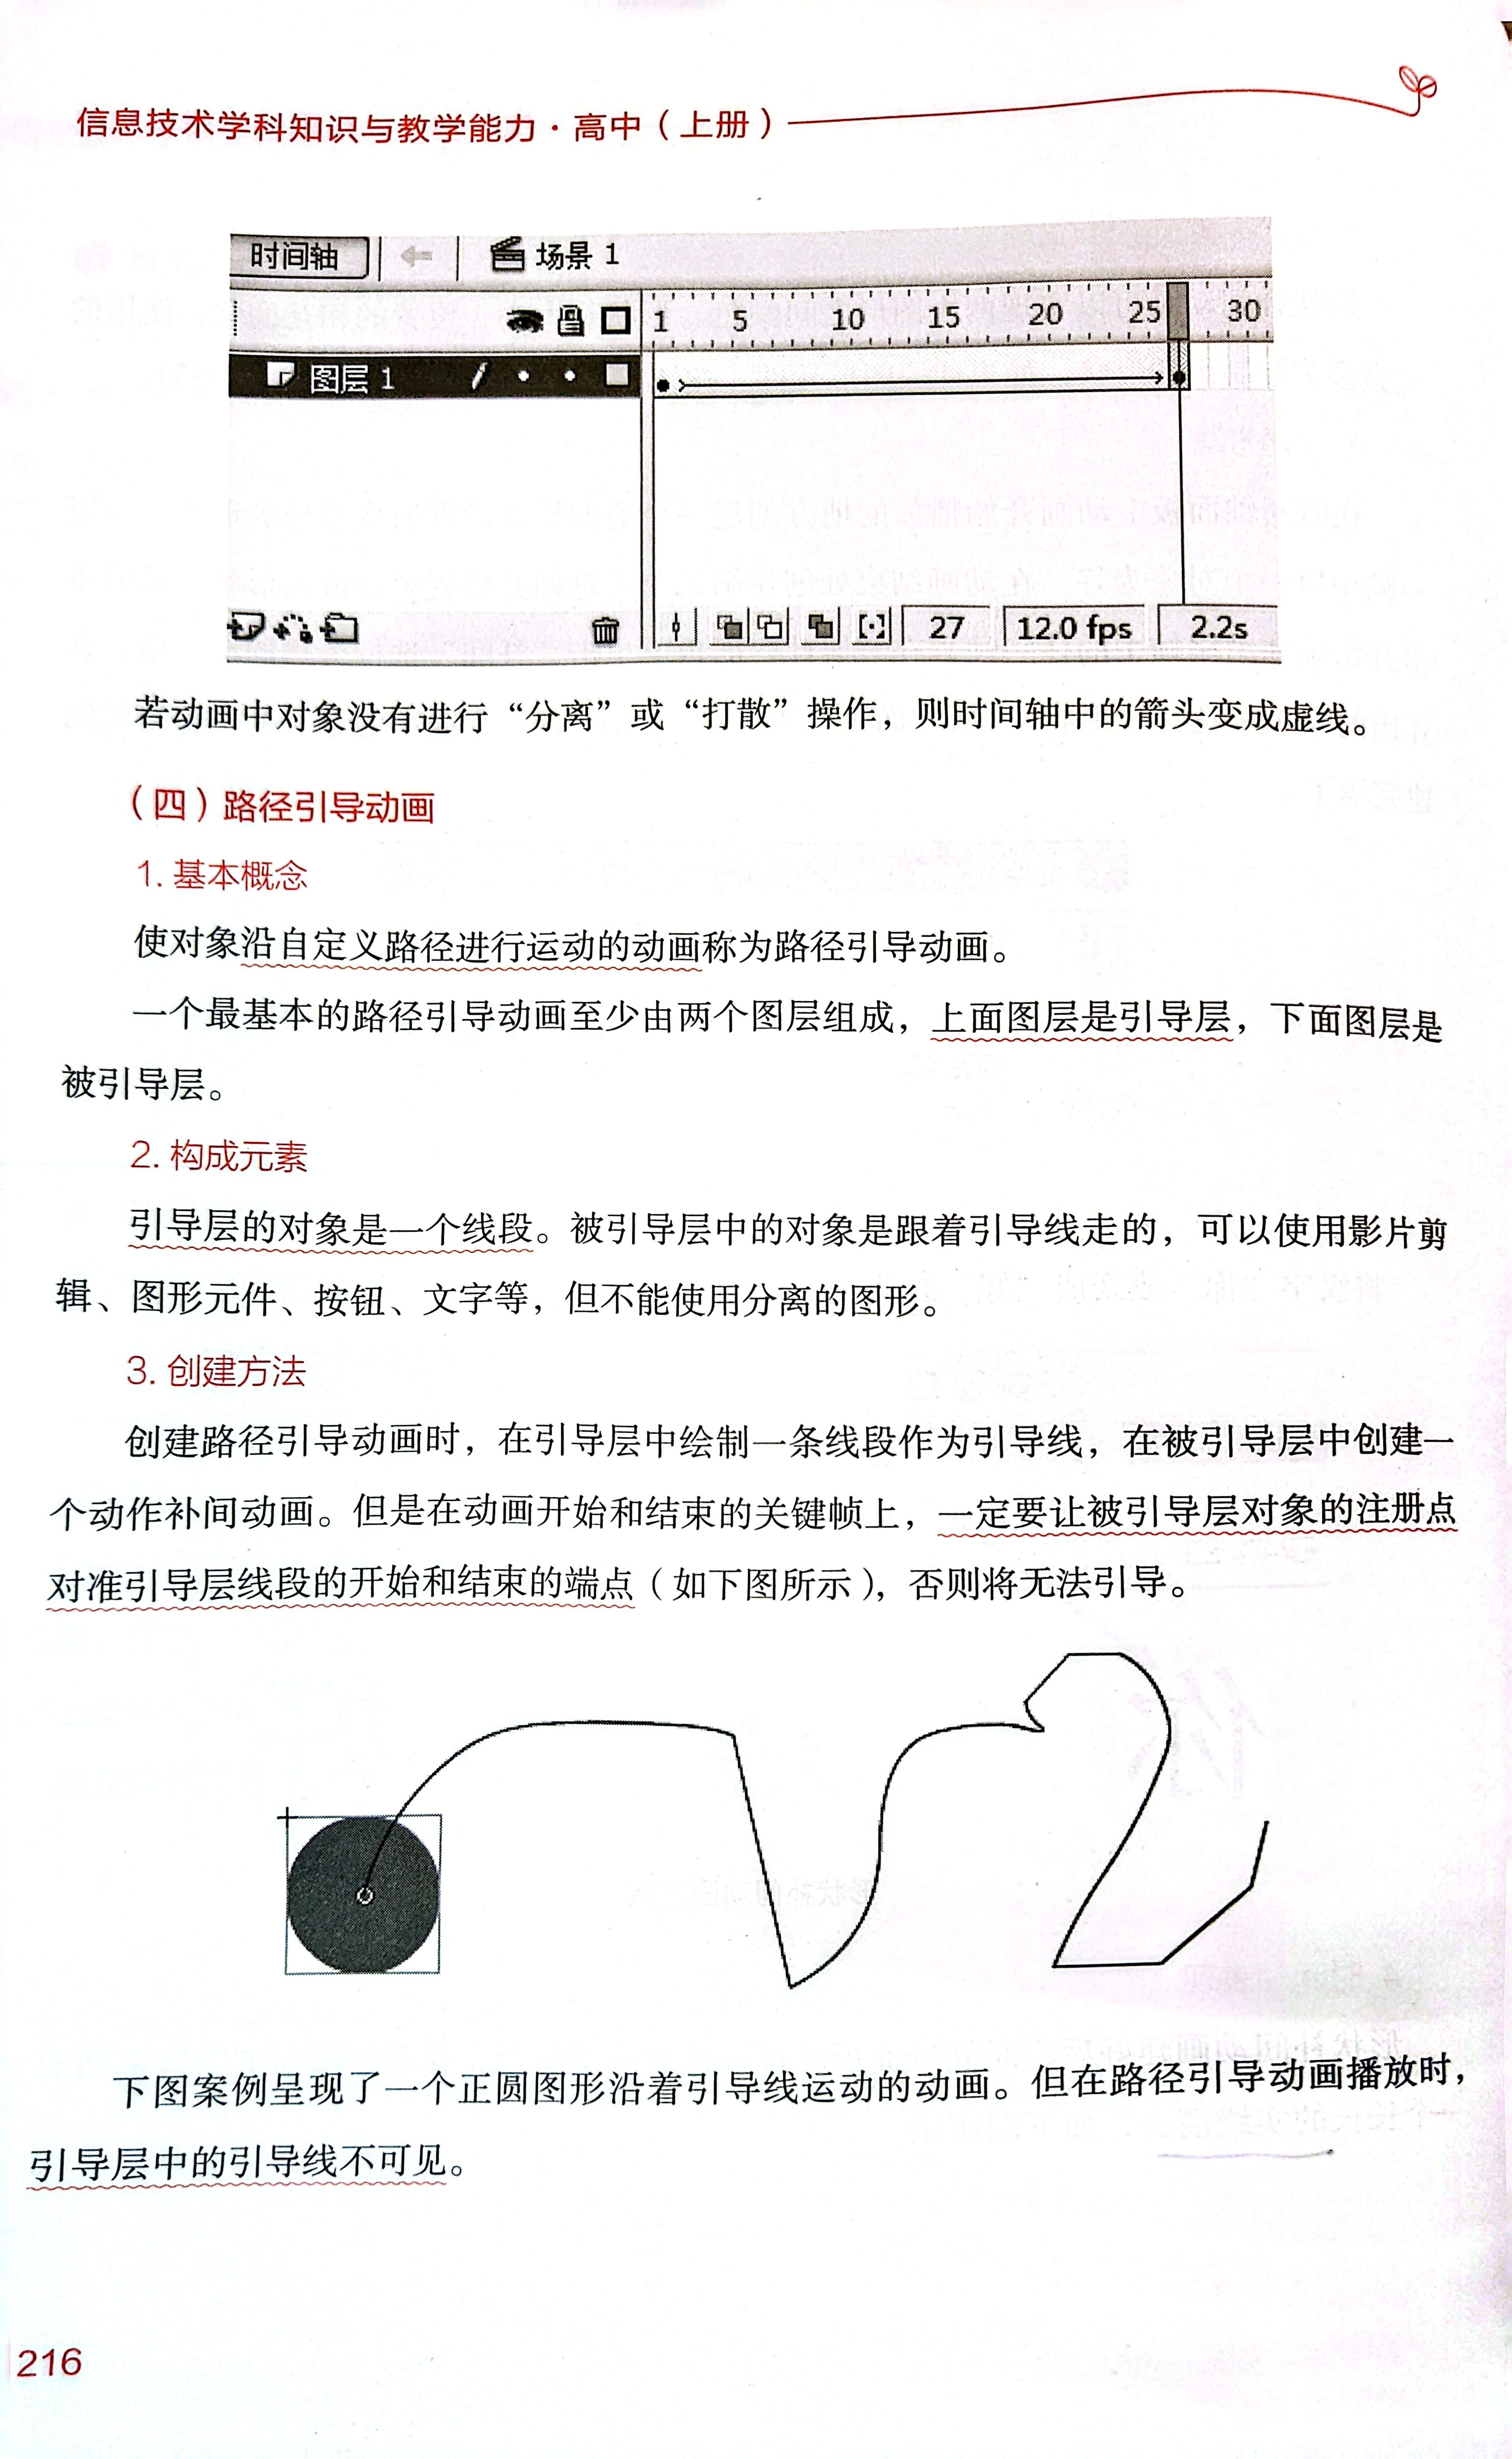 信息技术学科知识与教学能力·高中（上册）
时间轴 场景 1
1 5 10 15 20 25 30
图层 1
27 12.0 fps 2.2s
若动画中对象没有进行“分离”或“打散”操作，则时间轴中的箭头变成虚线。
（四）路径引导动画
1. 基本概念
使对象沿自定义路径进行运动的动画称为路径引导动画。
一个最基本的路径引导动画至少由两个图层组成，上面图层是引导层，下面图层是
被引导层。
2. 构成元素
引导层的对象是一个线段。被引导层中的对象是跟着引导线走的，可以使用影片剪
辑、图形元件、按钮、文字等，但不能使用分离的图形。
3. 创建方法
创建路径引导动画时，在引导层中绘制一条线段作为引导线，在被引导层中创建一
个动作补间动画。但是在动画开始和结束的关键帧上，一定要让被引导层对象的注册点
对准引导层线段的开始和结束的端点（如下图所示），否则将无法引导。
下图案例呈现了一个正圆图形沿着引导线运动的动画。但在路径引导动画播放时，
引导层中的引导线不可见。
216